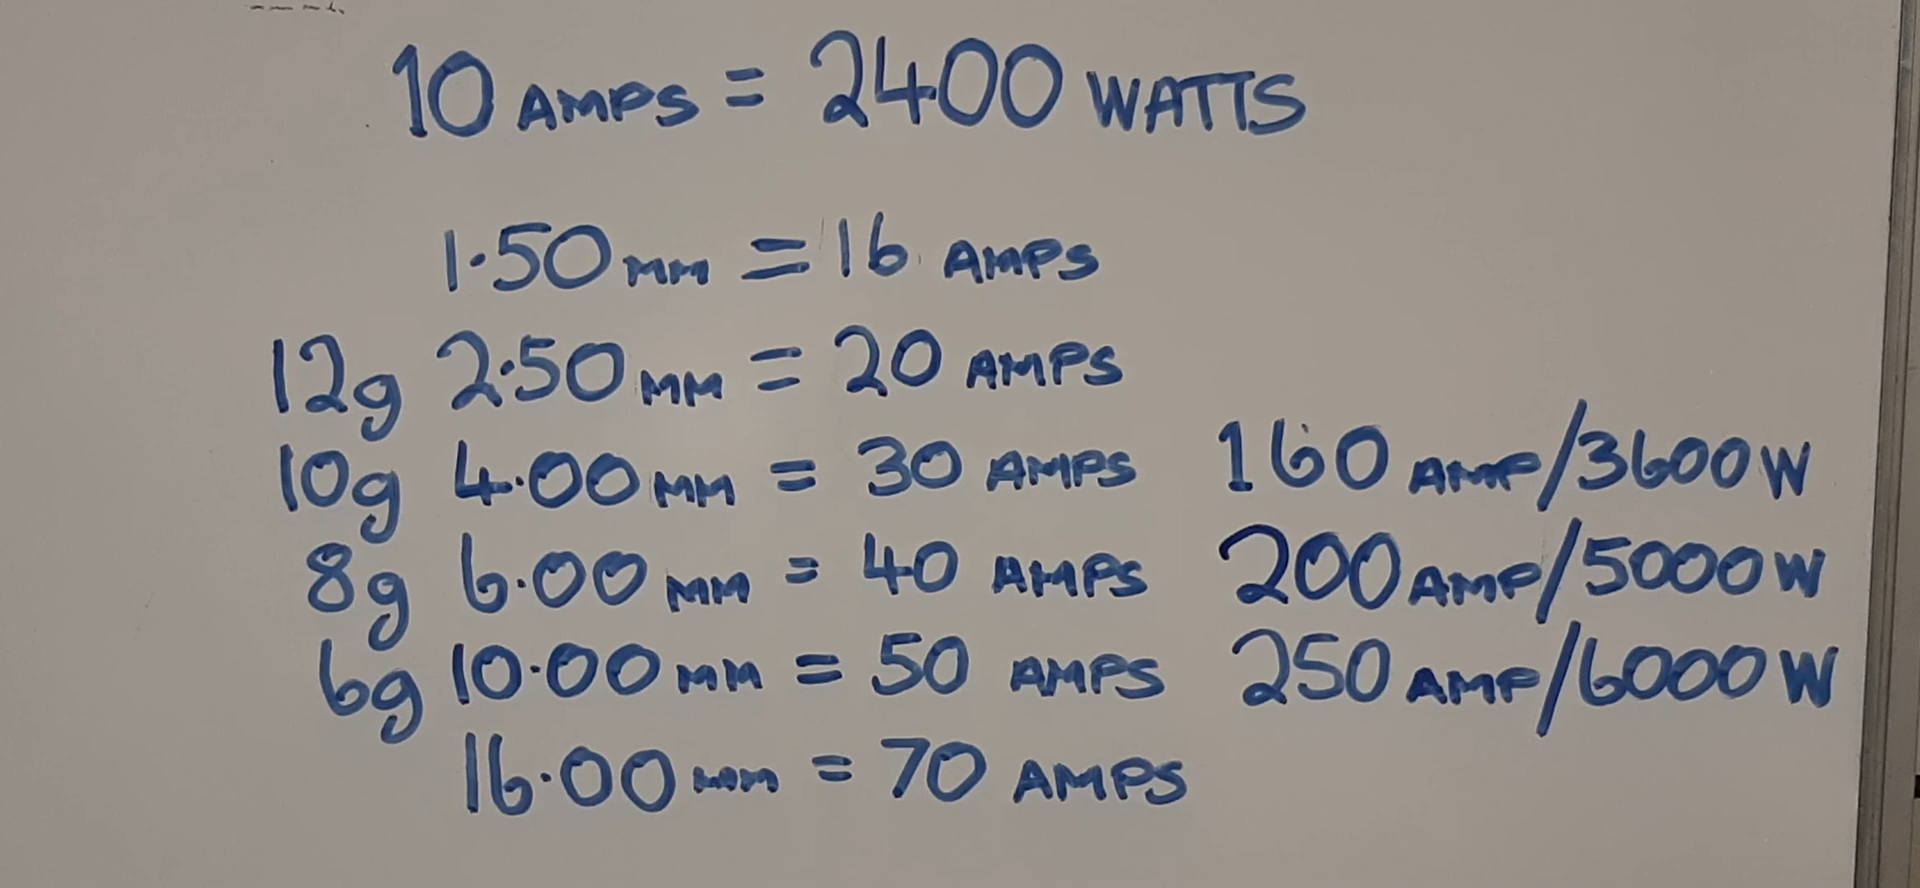 10 AMPS = 2400 WATTS
1.50 MM = 16 AMPS
12g 2.50 MM = 20 AMPS
10g 4.00 MM = 30 AMPS 160 AMP/3600 W
8g 6.00 MM = 40 AMPS 200 AMP/5000 W
6g 10.00 MM = 50 AMPS 250 AMP/6000 W
16.00 MM = 70 AMPS